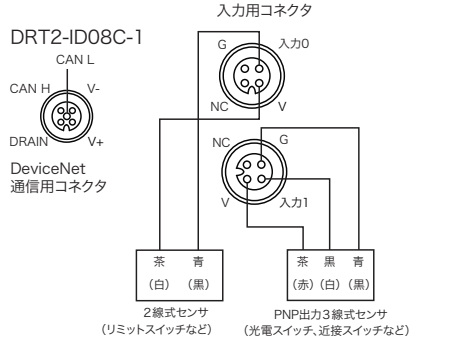 入力用コネクタ
DRT2-ID08C-1
CAN L
CAN H
V-
DRAIN
V+
DeviceNet
通信用コネクタ
G
入力0
NC
V
NC
G
V
入力1
茶
青
(白)
(黒)
2線式センサ
(リミットスイッチなど)
茶
黒
青
(赤)
(白)
(黒)
PNP出力3線式センサ
(光電スイッチ、近接スイッチなど)